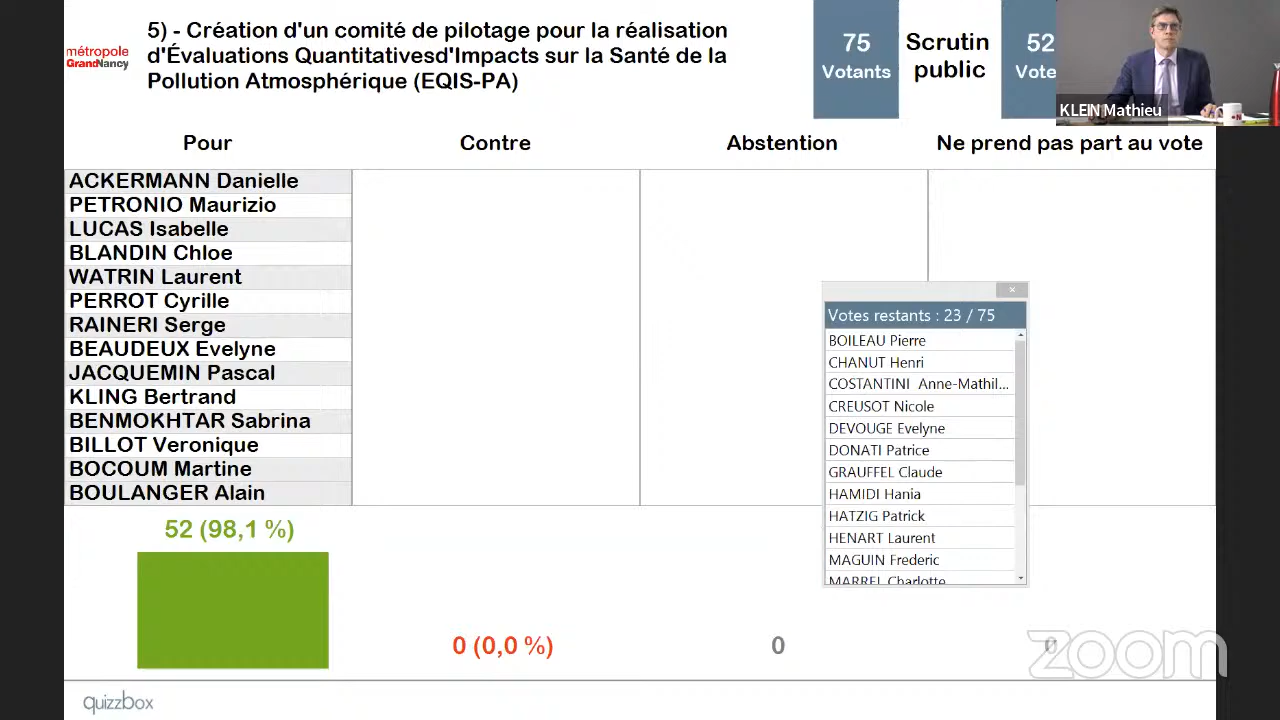 5) - Création d'un comité de pilotage pour la réalisation
d'Évaluations Quantitativesd'Impacts sur la Santé de la
Pollution Atmosphérique (EQIS-PA)
métropole
GrandNancy
75
Votants
Scrutin
public
52
Vote
KLEIN Mathieu
Pour
Contre
Abstention
Ne prend pas part au vote
ACKERMANN Danielle
PETRONIO Maurizio
LUCAS Isabelle
BLANDIN Chloe
WATRIN Laurent
PERROT Cyrille
RAINERI Serge
BEAUDEUX Evelyne
JACQUEMIN Pascal
KLING Bertrand
BENMOKHTAR Sabrina
BILLOT Veronique
BOCOUM Martine
BOULANGER Alain
Votes restants : 23 / 75
BOILEAU Pierre
CHANUT Henri
COSTANTINI Anne-Mathil...
CREUSOT Nicole
DEVOUGE Evelyne
DONATI Patrice
GRAUFFEL Claude
HAMIDI Hania
HATZIG Patrick
HENART Laurent
MAGUIN Frederic
MARREL Charlotte
52 (98,1 %)
0 (0,0 %)
0
0
zoom
quizzbox